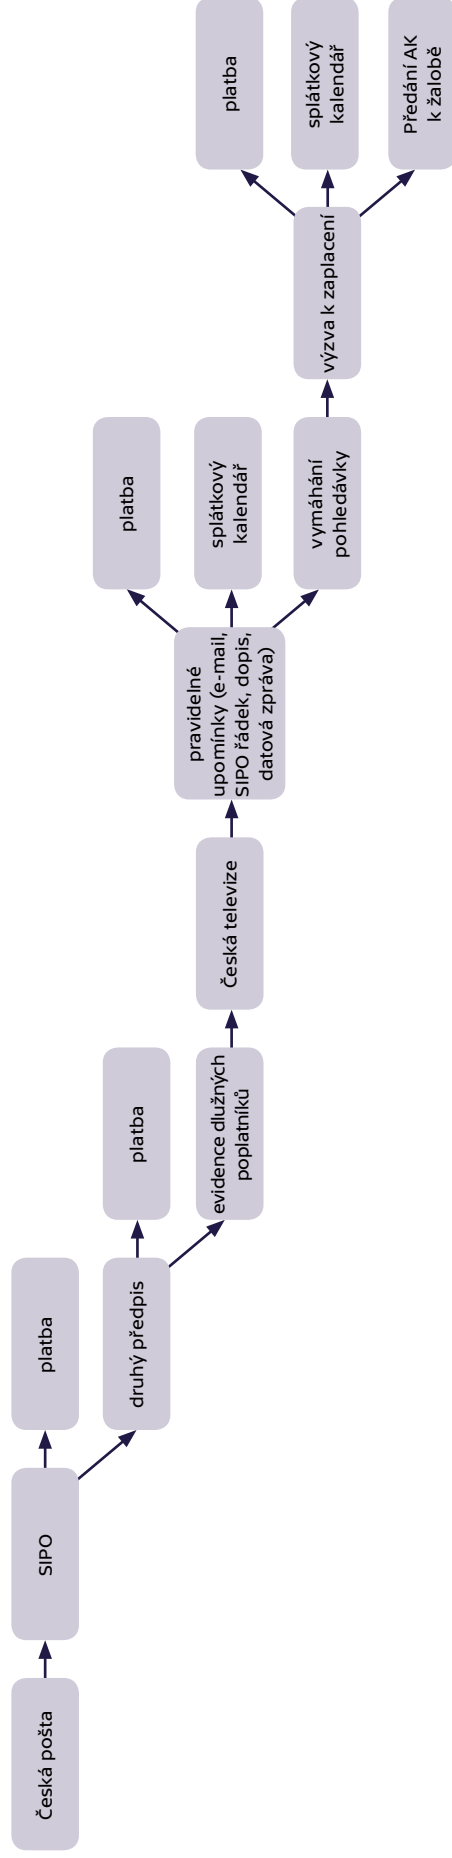 Česká pošta
SIPO
platba
druhý předpis
platba
evidence dlužných
poplatníků
Česká televize
pravidelné
upomínky (e-mail,
SIPO řádek, dopis,
datová zpráva)
platba
splátkový
kalendář
vymáhání
pohledávky
výzva k zaplacení
platba
splátkový
kalendář
Předání AK
k žalobě